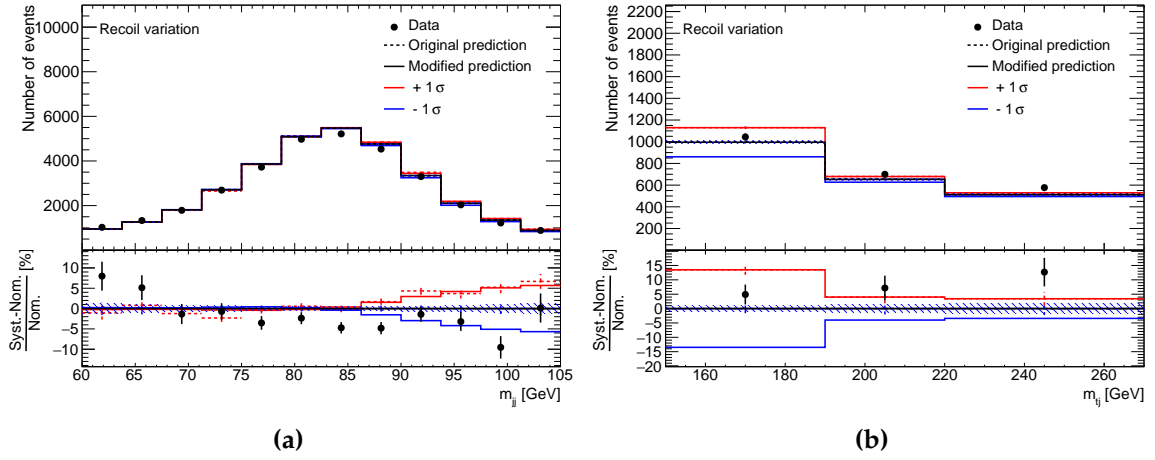 Number of events
10000
8000
6000
4000
2000
Recoil variation
Data
Original prediction
Modified prediction
+ 1 σ
- 1 σ
Syst.-Nom.
Nom.
[%]
10
5
0
−5
−10
60 65 70 75 80 85 90 95 100 105
m_jj [GeV]
(a)
Number of events
2200
2000
1800
1600
1400
1200
1000
800
600
400
200
0
Recoil variation
Data
Original prediction
Modified prediction
+ 1 σ
- 1 σ
Syst.-Nom.
Nom.
[%]
15
10
5
0
−5
−10
−15
−20
160 180 200 220 240 260
m_tj [GeV]
(b)